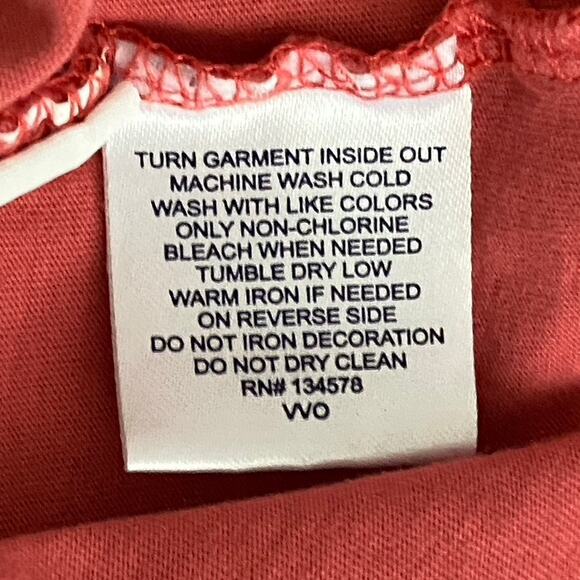 TURN GARMENT INSIDE OUT
MACHINE WASH COLD
WASH WITH LIKE COLORS
ONLY NON-CHLORINE
BLEACH WHEN NEEDED
TUMBLE DRY LOW
WARM IRON IF NEEDED
ON REVERSE SIDE
DO NOT IRON DECORATION
DO NOT DRY CLEAN
RN# 134578
VVO